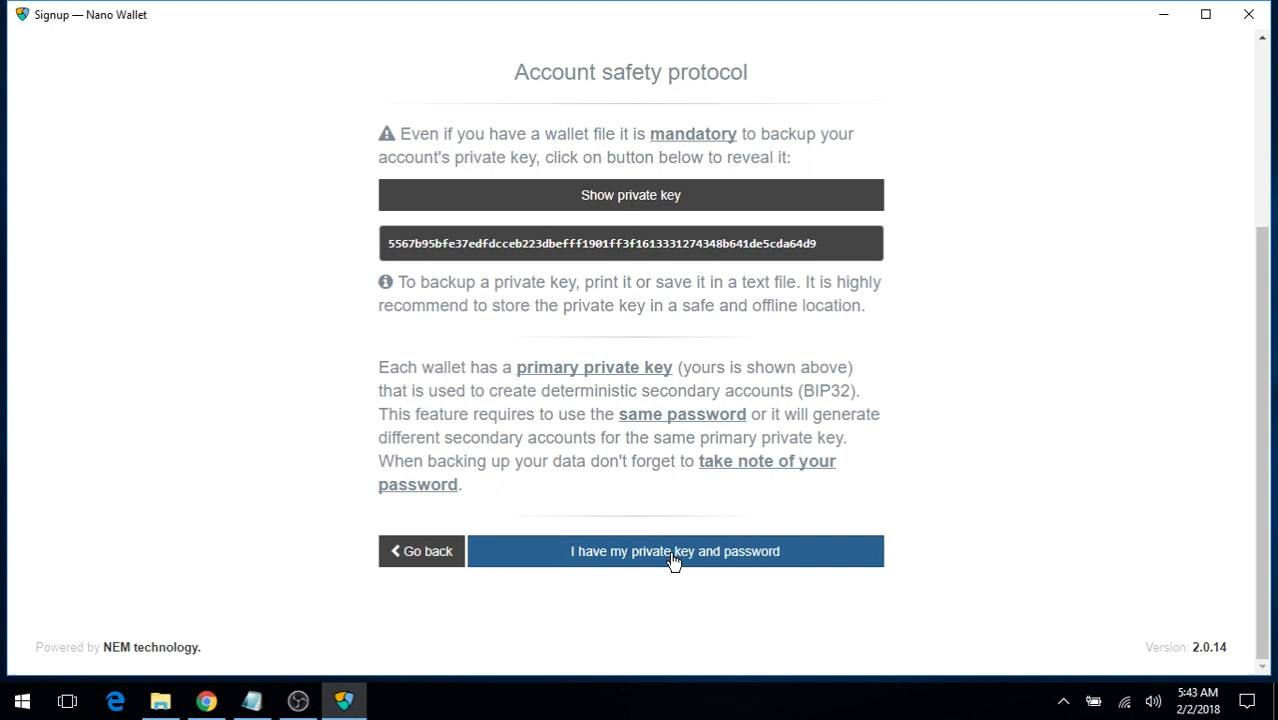 Signup — Nano Wallet
Account safety protocol
Even if you have a wallet file it is mandatory to backup your
account's private key, click on button below to reveal it:
Show private key
5567b95bfe37edfdcceb223dbefff1901ff3f1613331274348b641de5cda64d9
To backup a private key, print it or save it in a text file. It is highly
recommend to store the private key in a safe and offline location.
Each wallet has a primary private key (yours is shown above)
that is used to create deterministic secondary accounts (BIP32).
This feature requires to use the same password or it will generate
different secondary accounts for the same primary private key.
When backing up your data don't forget to take note of your
password.
Go back
I have my private key and password
Powered by NEM technology.
Version: 2.0.14
5:43 AM
2/2/2018